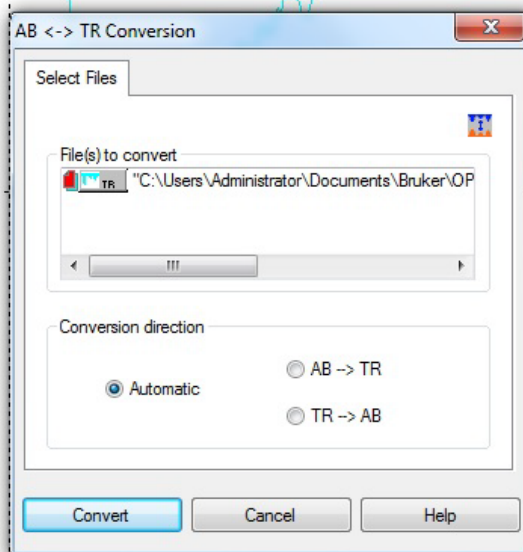 AB <-> TR Conversion
Select Files
File(s) to convert
TR "C:\Users\Administrator\Documents\Bruker\OP
Conversion direction
AB --> TR
Automatic
TR --> AB
Convert Cancel Help